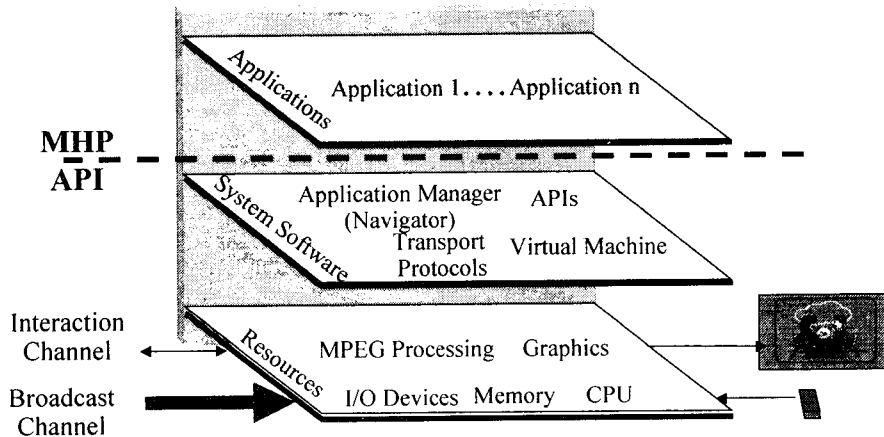 Applications
Application 1 .... Application n
MHP
API
System Software
Application Manager
(Navigator)
APIs
Transport
Protocols
Virtual Machine
Interaction
Channel
Resources
MPEG Processing
Graphics
Broadcast
Channel
I/O Devices
Memory
CPU